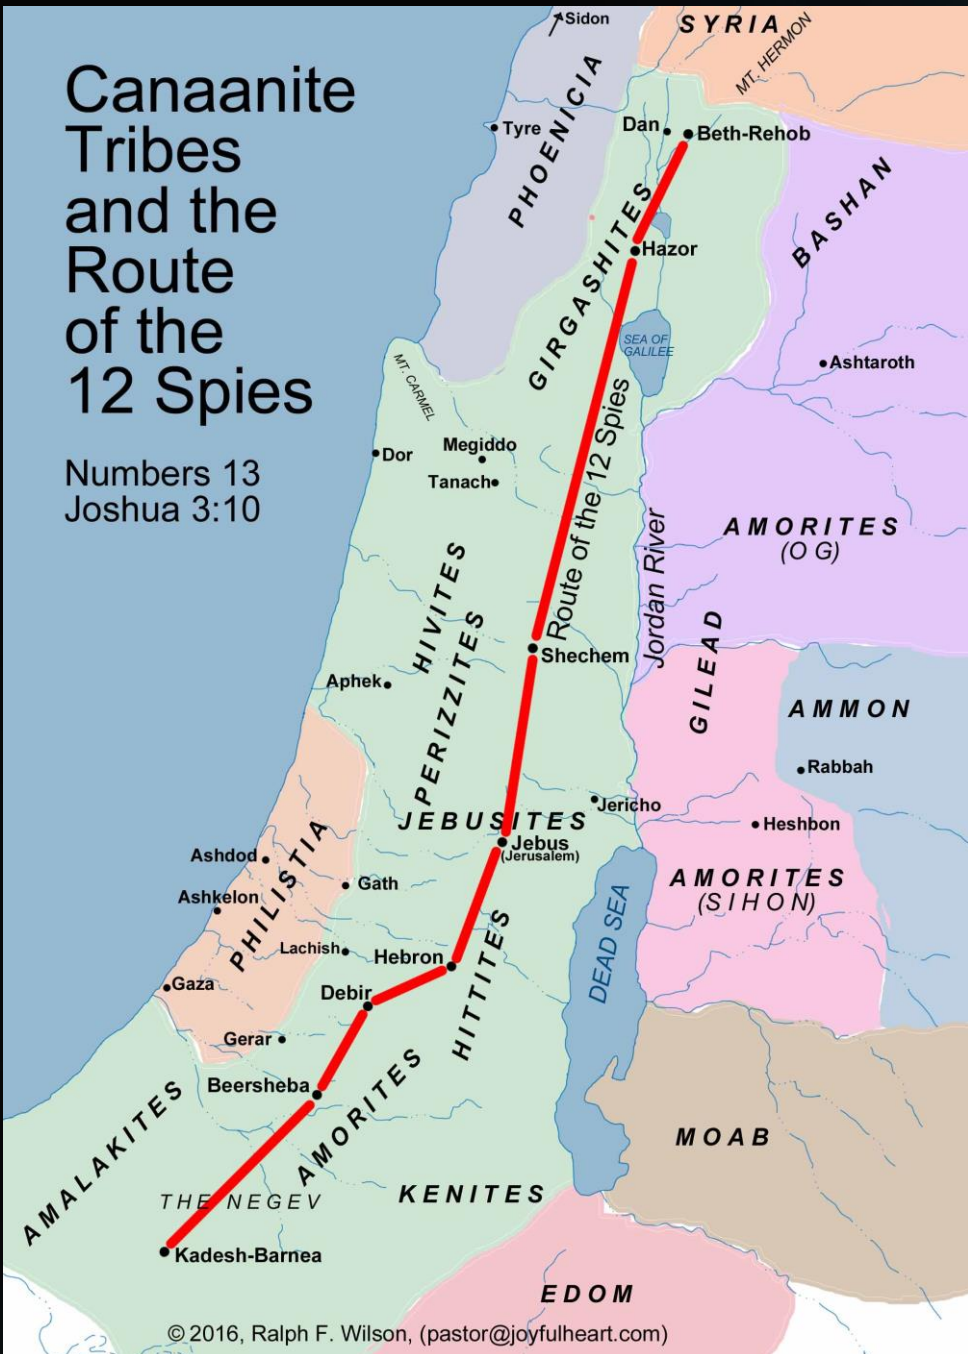 Canaanite
Tribes
and the
Route
of the
12 Spies
Numbers 13
Joshua 3:10
Sidon
SYRIA
MT. HERMON
Tyre
PHOENICIA
Dan
Beth-Rehob
BASHAN
GIRGASHITES
Hazor
SEA OF
GALILEE
Ashtaroth
MT. CARMEL
Dor
Megiddo
Tanach
Route of the 12 Spies
AMORITES
(OG)
Jordan River
HIVITES
PERIZZITES
Shechem
GILEAD
Aphek
AMMON
Rabbah
Jericho
JEBUSITES
Jebus
(Jerusalem)
Heshbon
Ashdod
PHILISTIA
Gath
AMORITES
(SIHON)
Ashkelon
DEAD SEA
Lachish
Hebron
HITTITES
Gaza
Debir
Gerar
Beersheba
AMORITES
AMALAKITES
MOAB
THE NEGEV
KENITES
Kadesh-Barnea
EDOM
© 2016, Ralph F. Wilson, (pastor@joyfulheart.com)